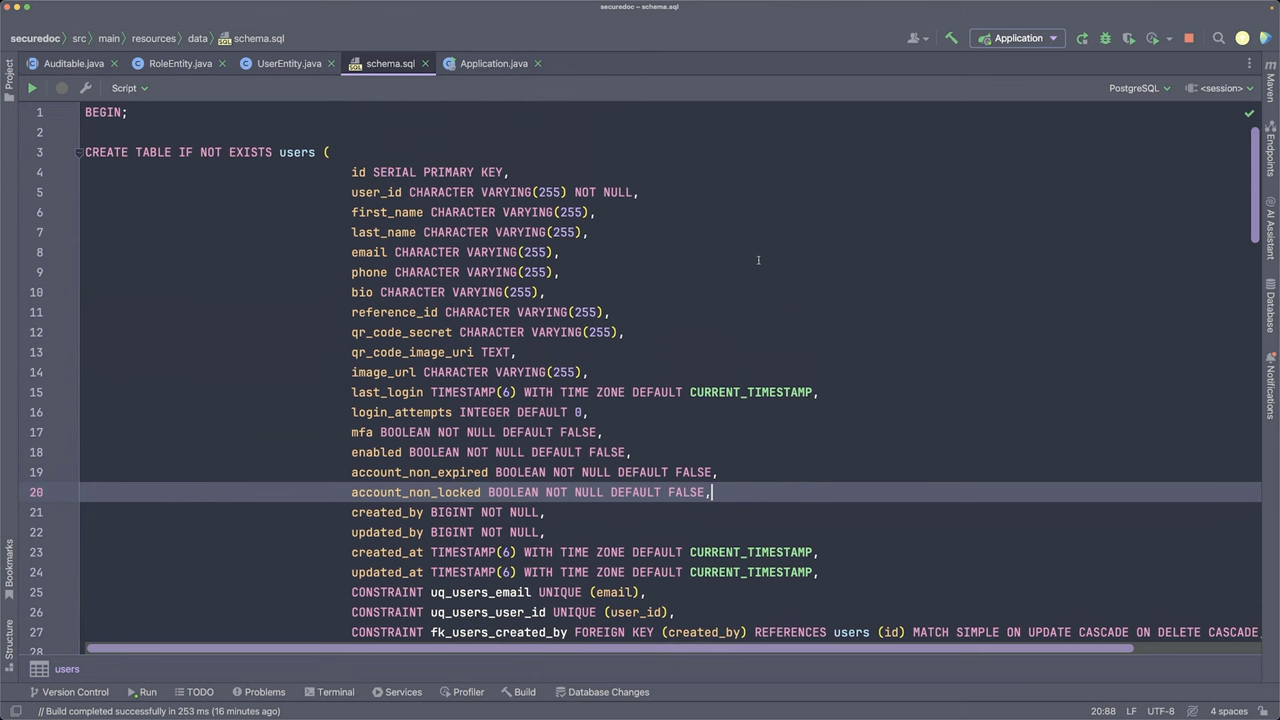 securedoc – schema.sql
securedoc › src › main › resources › data › schema.sql
Application
Auditable.java
RoleEntity.java
UserEntity.java
schema.sql
Application.java
Script
PostgreSQL
<session>
1 BEGIN;
2
3 CREATE TABLE IF NOT EXISTS users (
4 id SERIAL PRIMARY KEY,
5 user_id CHARACTER VARYING(255) NOT NULL,
6 first_name CHARACTER VARYING(255),
7 last_name CHARACTER VARYING(255),
8 email CHARACTER VARYING(255),
9 phone CHARACTER VARYING(255),
10 bio CHARACTER VARYING(255),
11 reference_id CHARACTER VARYING(255),
12 qr_code_secret CHARACTER VARYING(255),
13 qr_code_image_uri TEXT,
14 image_url CHARACTER VARYING(255),
15 last_login TIMESTAMP(6) WITH TIME ZONE DEFAULT CURRENT_TIMESTAMP,
16 login_attempts INTEGER DEFAULT 0,
17 mfa BOOLEAN NOT NULL DEFAULT FALSE,
18 enabled BOOLEAN NOT NULL DEFAULT FALSE,
19 account_non_expired BOOLEAN NOT NULL DEFAULT FALSE,
20 account_non_locked BOOLEAN NOT NULL DEFAULT FALSE,
21 created_by BIGINT NOT NULL,
22 updated_by BIGINT NOT NULL,
23 created_at TIMESTAMP(6) WITH TIME ZONE DEFAULT CURRENT_TIMESTAMP,
24 updated_at TIMESTAMP(6) WITH TIME ZONE DEFAULT CURRENT_TIMESTAMP,
25 CONSTRAINT uq_users_email UNIQUE (email),
26 CONSTRAINT uq_users_user_id UNIQUE (user_id),
27 CONSTRAINT fk_users_created_by FOREIGN KEY (created_by) REFERENCES users (id) MATCH SIMPLE ON UPDATE CASCADE ON DELETE CASCADE,
28
users
Project
Bookmarks
Structure
Maven
Endpoints
AI Assistant
Database
Notifications
Version Control
Run
TODO
Problems
Terminal
Services
Profiler
Build
Database Changes
// Build completed successfully in 253 ms (16 minutes ago)
20:88
LF
UTF-8
4 spaces